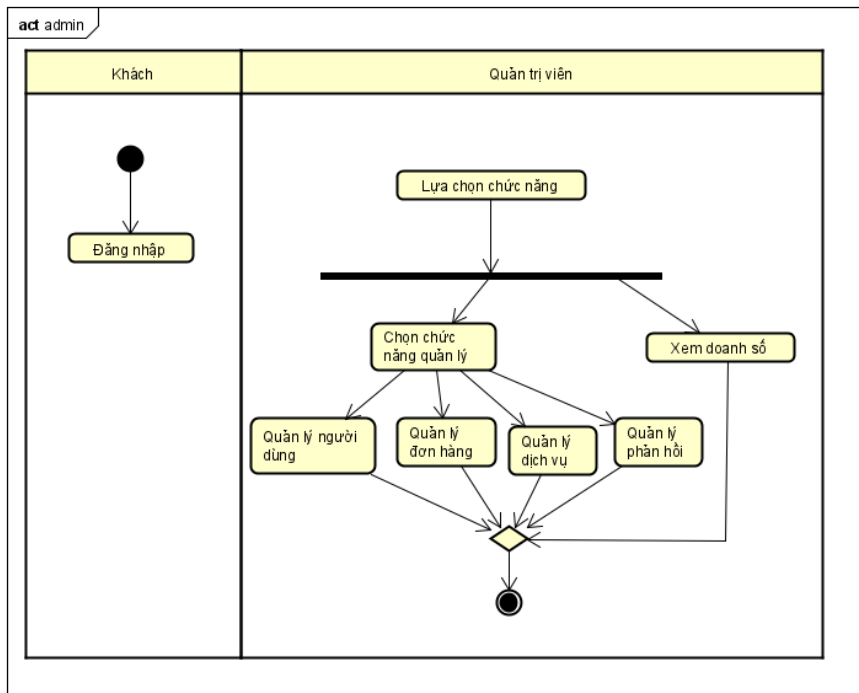 act admin
Khách
Quản trị viên
Lựa chọn chức năng
Đăng nhập
Chọn chức
năng quản lý
Xem doanh số
Quản lý người
dùng
Quản lý
đơn hàng
Quản lý
dịch vụ
Quản lý
phản hồi